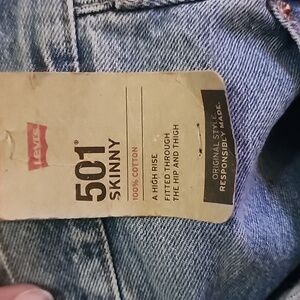 Levi's
501®
SKINNY
100% COTTON
A HIGH RISE
FITTED THROUGH
THE HIP AND THIGH
ORIGINAL STYLE.
RESPONSIBLY MADE.